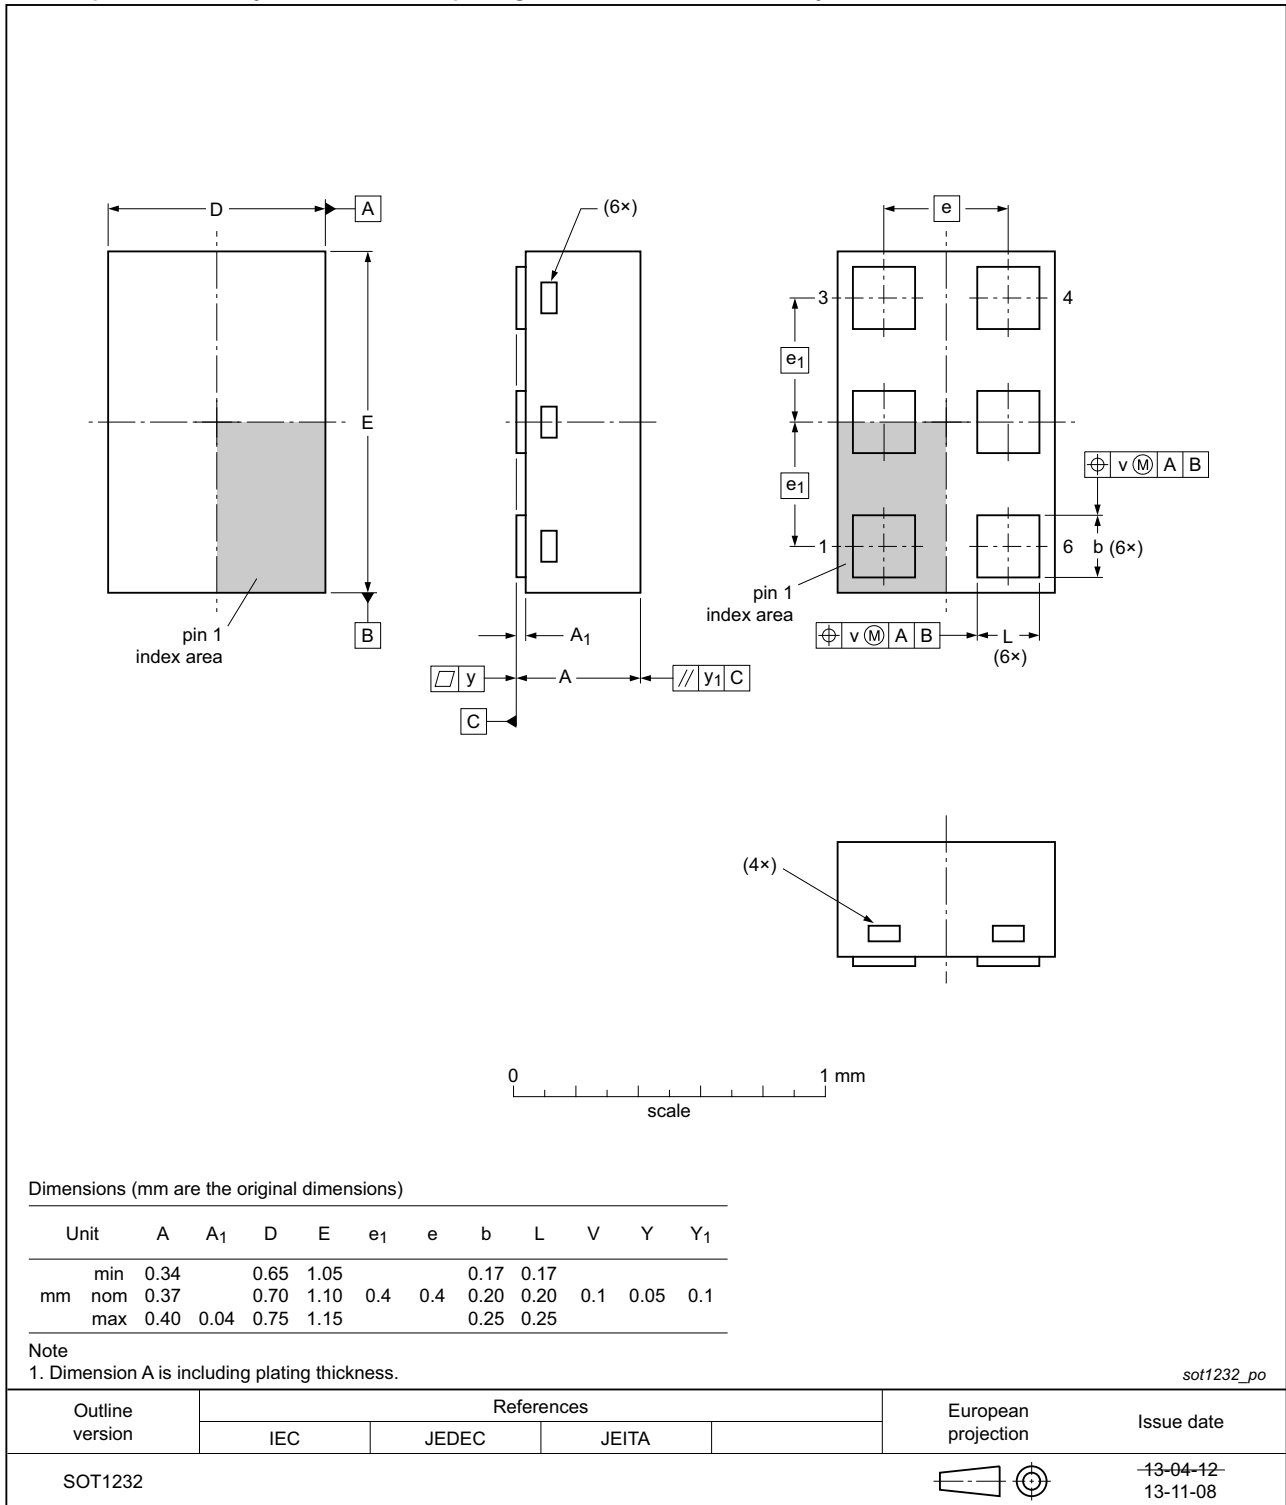 D
A
(6×)
e
3
4
e1
E
e1
v M A B
1
6
b (6×)
pin 1
index area
B
pin 1
index area
v M A B
L
(6×)
A1
y
A
// y1 C
C
(4×)
0
1 mm
scale
Dimensions (mm are the original dimensions)
Unit A A1 D E e1 e b L V Y Y1
min 0.34 0.65 1.05 0.17 0.17
mm nom 0.37 0.70 1.10 0.4 0.4 0.20 0.20 0.1 0.05 0.1
max 0.40 0.04 0.75 1.15 0.25 0.25
Note
1. Dimension A is including plating thickness.
sot1232_po
Outline
version
References
IEC JEDEC JEITA
European
projection
Issue date
SOT1232
13-04-12
13-11-08